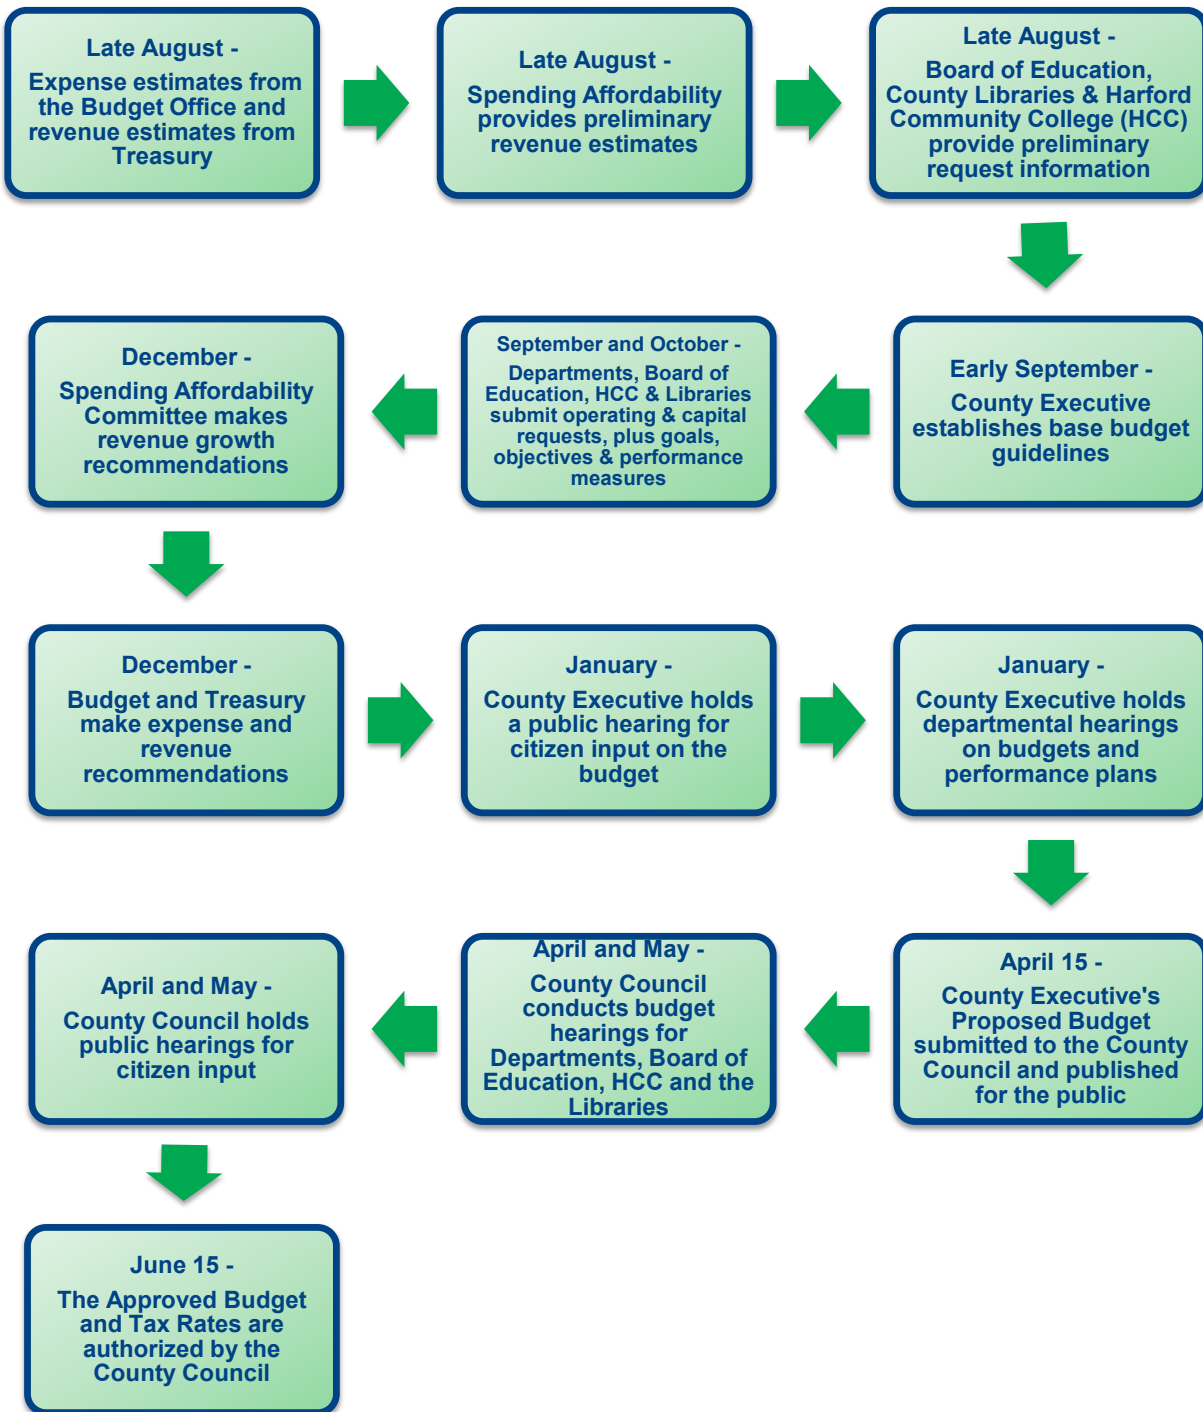 Late August -
Expense estimates from
the Budget Office and
revenue estimates from
Treasury
Late August -
Spending Affordability
provides preliminary
revenue estimates
Late August -
Board of Education,
County Libraries & Harford
Community College (HCC)
provide preliminary
request information
Early September -
County Executive
establishes base budget
guidelines
September and October -
Departments, Board of
Education, HCC & Libraries
submit operating & capital
requests, plus goals,
objectives & performance
measures
December -
Spending Affordability
Committee makes
revenue growth
recommendations
December -
Budget and Treasury
make expense and
revenue
recommendations
January -
County Executive holds
a public hearing for
citizen input on the
budget
January -
County Executive holds
departmental hearings
on budgets and
performance plans
April 15 -
County Executive's
Proposed Budget
submitted to the County
Council and published
for the public
April and May -
County Council
conducts budget
hearings for
Departments, Board of
Education, HCC and the
Libraries
April and May -
County Council holds
public hearings for
citizen input
June 15 -
The Approved Budget
and Tax Rates are
authorized by the
County Council